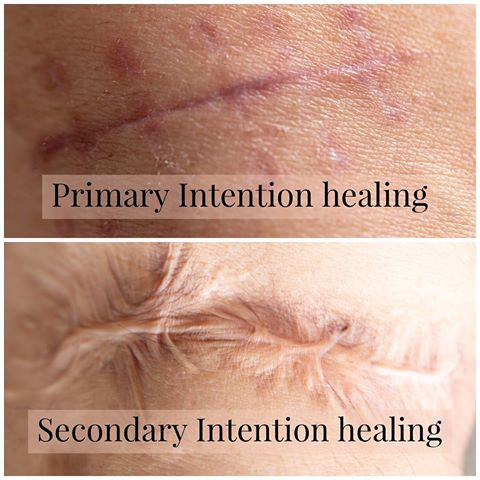 Primary Intention healing
Secondary Intention healing